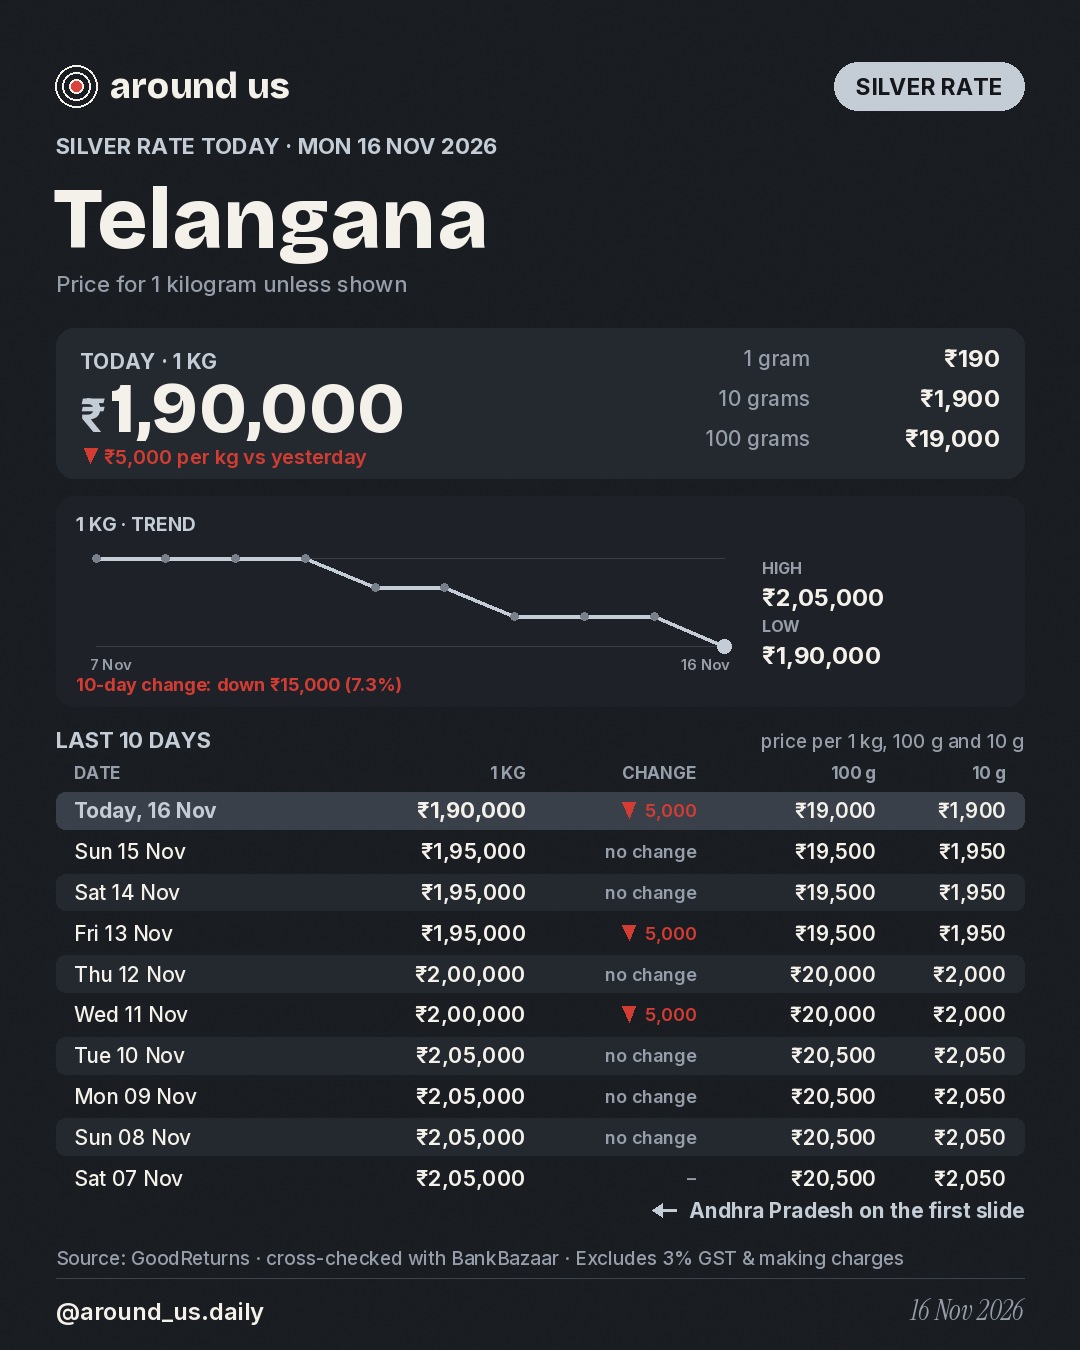 around us
SILVER RATE
SILVER RATE TODAY · MON 16 NOV 2026
Telangana
Price for 1 kilogram unless shown
TODAY · 1 KG
₹1,90,000
▼ ₹5,000 per kg vs yesterday
1 gram ₹190
10 grams ₹1,900
100 grams ₹19,000
1 KG · TREND
HIGH
₹2,05,000
LOW
₹1,90,000
7 Nov 16 Nov
10-day change: down ₹15,000 (7.3%)
LAST 10 DAYS price per 1 kg, 100 g and 10 g
DATE 1 KG CHANGE 100 g 10 g
Today, 16 Nov ₹1,90,000 ▼ 5,000 ₹19,000 ₹1,900
Sun 15 Nov ₹1,95,000 no change ₹19,500 ₹1,950
Sat 14 Nov ₹1,95,000 no change ₹19,500 ₹1,950
Fri 13 Nov ₹1,95,000 ▼ 5,000 ₹19,500 ₹1,950
Thu 12 Nov ₹2,00,000 no change ₹20,000 ₹2,000
Wed 11 Nov ₹2,00,000 ▼ 5,000 ₹20,000 ₹2,000
Tue 10 Nov ₹2,05,000 no change ₹20,500 ₹2,050
Mon 09 Nov ₹2,05,000 no change ₹20,500 ₹2,050
Sun 08 Nov ₹2,05,000 no change ₹20,500 ₹2,050
Sat 07 Nov ₹2,05,000 – ₹20,500 ₹2,050
← Andhra Pradesh on the first slide
Source: GoodReturns · cross-checked with BankBazaar · Excludes 3% GST & making charges
@around_us.daily 16 Nov 2026